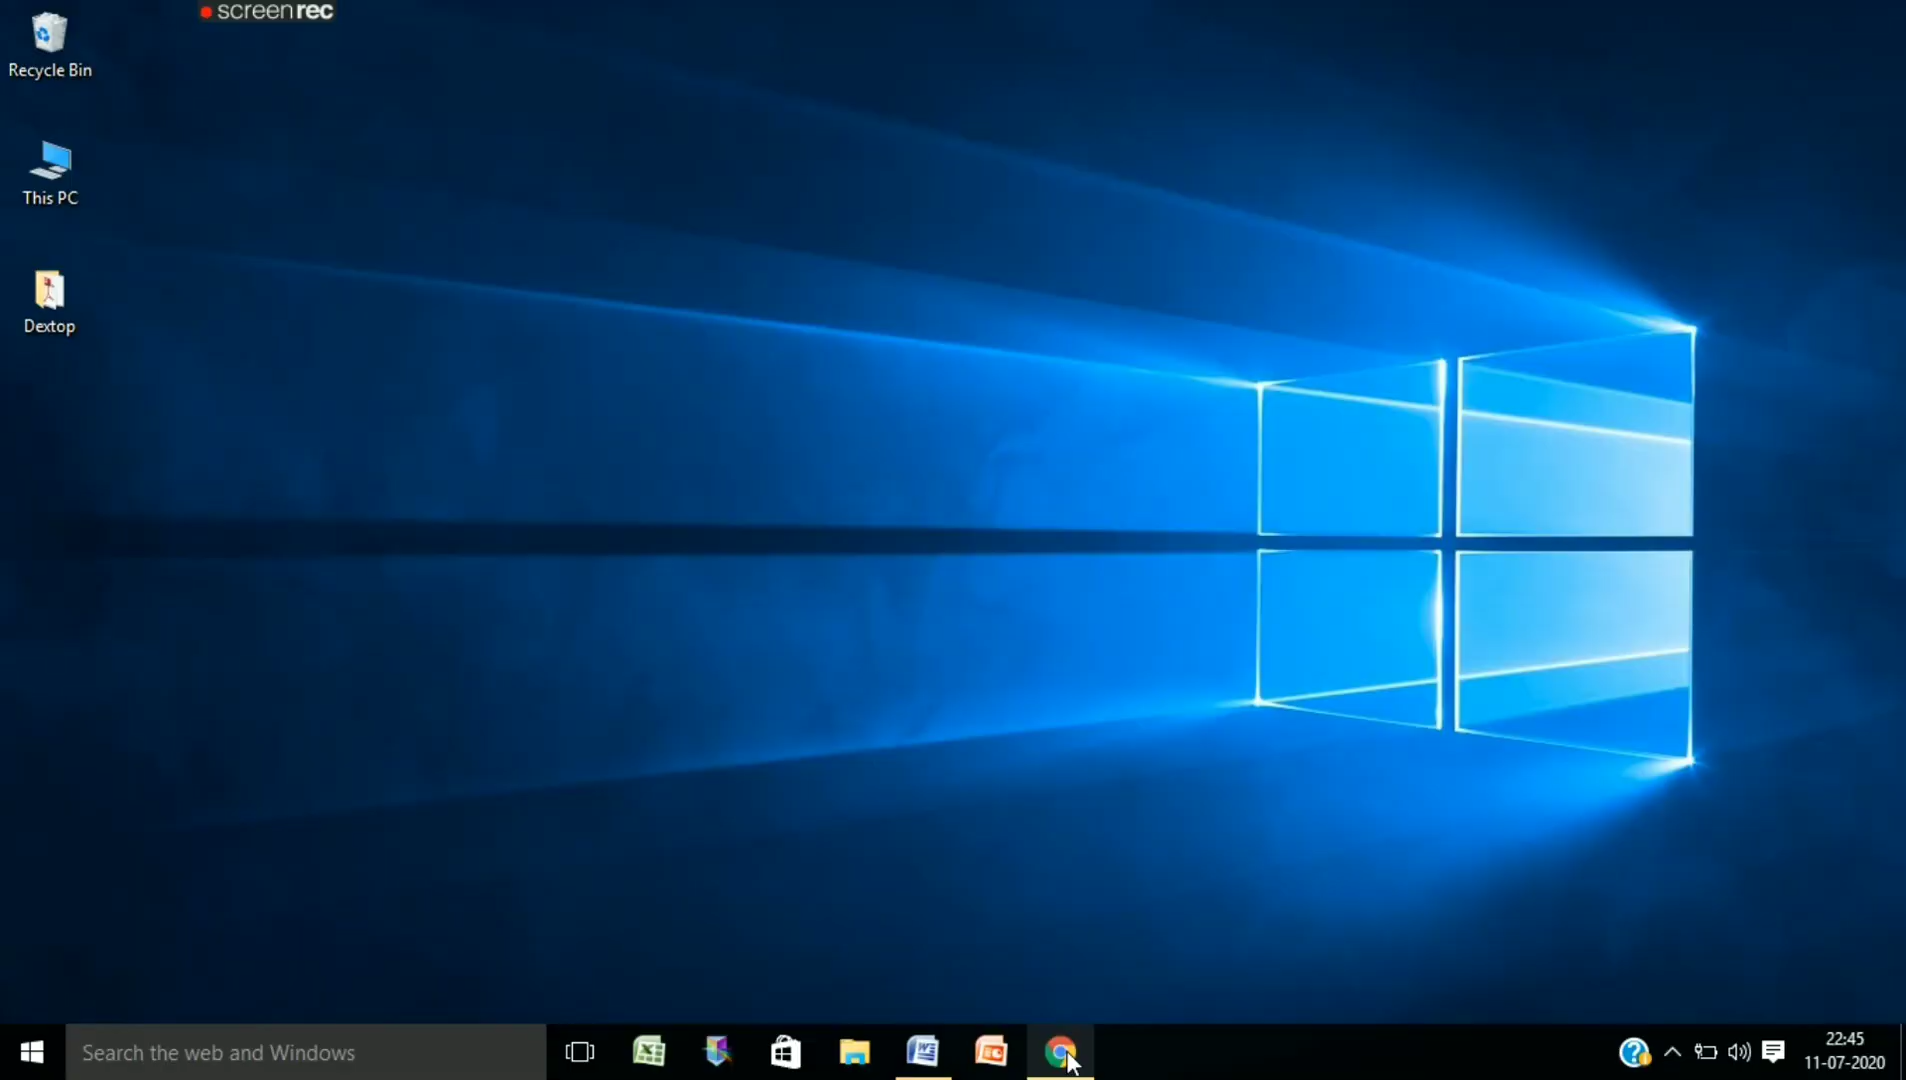 screenrec
Recycle Bin
This PC
Dextop
Search the web and Windows
22:45
11-07-2020